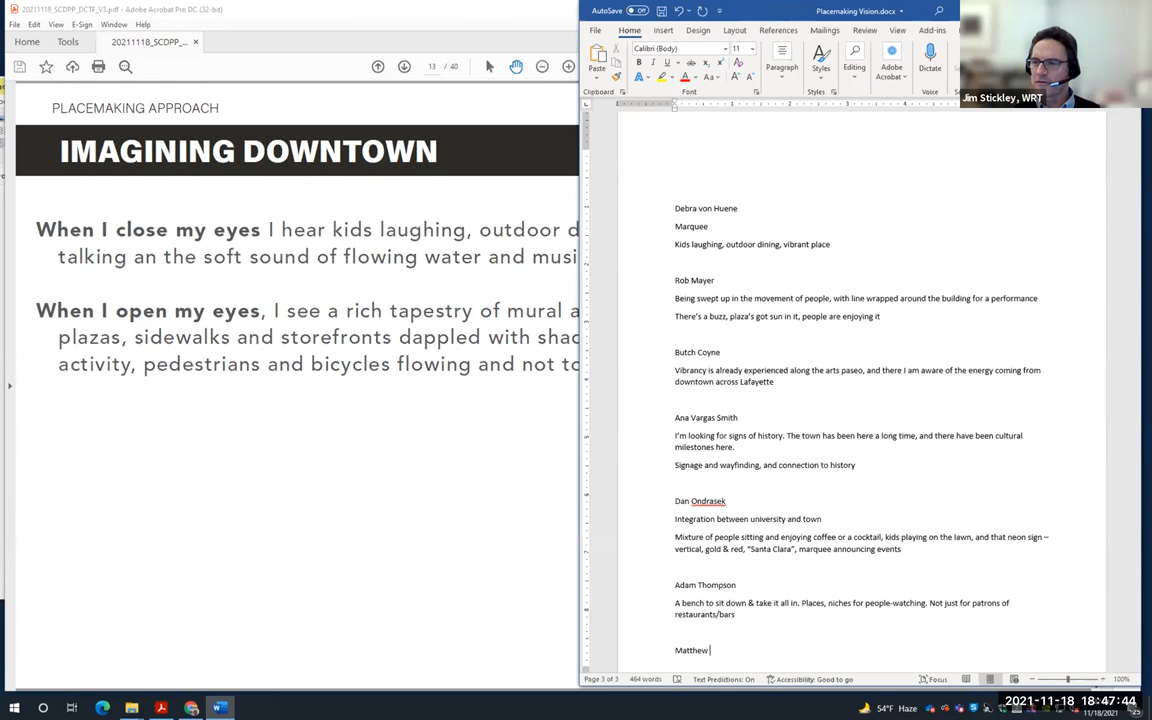 20211118_SCDPP_DCTF_V3.pdf - Adobe Acrobat Pro DC (32-bit)
File Edit View E-Sign Window Help
Home Tools 20211118_SCDPP_... ×
13 / 40
PLACEMAKING APPROACH
IMAGINING DOWNTOWN
When I close my eyes I hear kids laughing, outdoor d
talking an the soft sound of flowing water and musi
When I open my eyes, I see a rich tapestry of mural a
plazas, sidewalks and storefronts dappled with shad
activity, pedestrians and bicycles flowing and not to
AutoSave Off Placemaking Vision.docx
File Home Insert Design Layout References Mailings Review View Add-ins
Calibri (Body) 11
Paste Paragraph Styles Editing Adobe Acrobat Dictate
Clipboard Font Styles Voice
Jim Stickley, WRT
Debra von Huene
Marquee
Kids laughing, outdoor dining, vibrant place
Rob Mayer
Being swept up in the movement of people, with line wrapped around the building for a performance
There's a buzz, plaza's got sun in it, people are enjoying it
Butch Coyne
Vibrancy is already experienced along the arts paseo, and there I am aware of the energy coming from
downtown across Lafayette
Ana Vargas Smith
I'm looking for signs of history. The town has been here a long time, and there have been cultural
milestones here.
Signage and wayfinding, and connection to history
Dan Ondrasek
Integration between university and town
Mixture of people sitting and enjoying coffee or a cocktail, kids playing on the lawn, and that neon sign –
vertical, gold & red, "Santa Clara", marquee announcing events
Adam Thompson
A bench to sit down & take it all in. Places, niches for people-watching. Not just for patrons of
restaurants/bars
Matthew
Page 3 of 3 464 words Text Predictions: On Accessibility: Good to go Focus 100%
54°F Haze
2021-11-18 18:47:44
11/18/2021